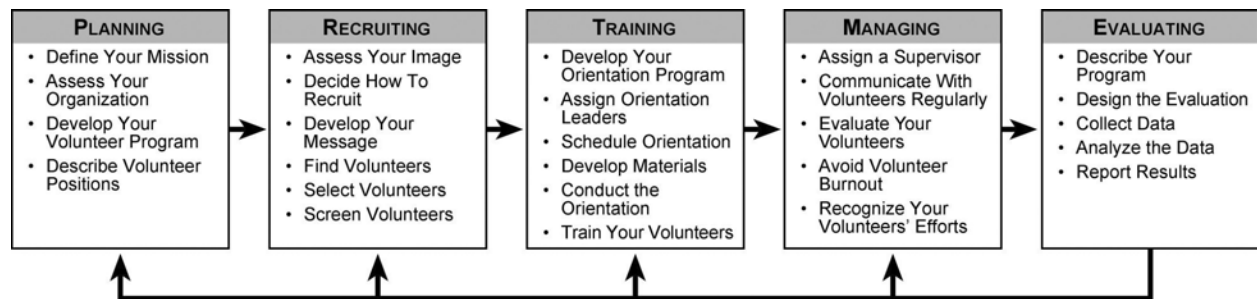 PLANNING
• Define Your Mission
• Assess Your
Organization
• Develop Your
Volunteer Program
• Describe Volunteer
Positions
RECRUITING
• Assess Your Image
• Decide How To
Recruit
• Develop Your
Message
• Find Volunteers
• Select Volunteers
• Screen Volunteers
TRAINING
• Develop Your
Orientation Program
• Assign Orientation
Leaders
• Schedule Orientation
• Develop Materials
• Conduct the
Orientation
• Train Your Volunteers
MANAGING
• Assign a Supervisor
• Communicate With
Volunteers Regularly
• Evaluate Your
Volunteers
• Avoid Volunteer
Burnout
• Recognize Your
Volunteers’ Efforts
EVALUATING
• Describe Your
Program
• Design the Evaluation
• Collect Data
• Analyze the Data
• Report Results